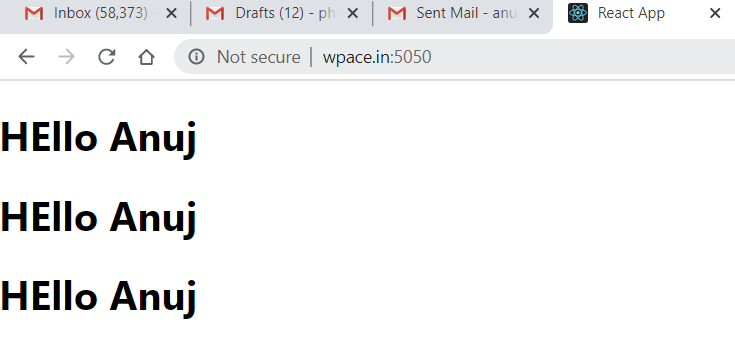 Inbox (58,373) -
Drafts (12) - ph
Sent Mail - anu
React App
Not secure | wpace.in:5050
HEllo Anuj
HEllo Anuj
HEllo Anuj